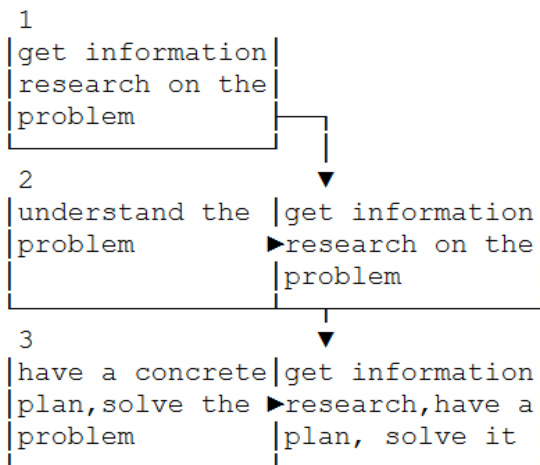 1
get information
research on the
problem
2
understand the get information
problem research on the
problem
3
have a concrete get information
plan,solve the research,have a
problem plan, solve it